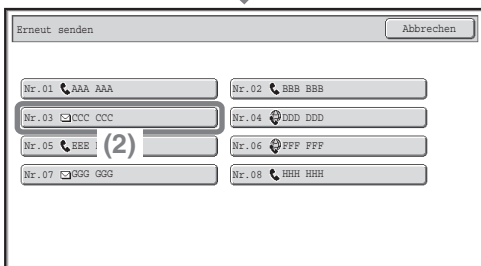 Erneut senden Abbrechen
Nr.01 AAA AAA Nr.02 BBB BBB
Nr.03 CCC CCC Nr.04 DDD DDD
Nr.05 EEE (2) Nr.06 FFF FFF
Nr.07 GGG GGG Nr.08 HHH HHH